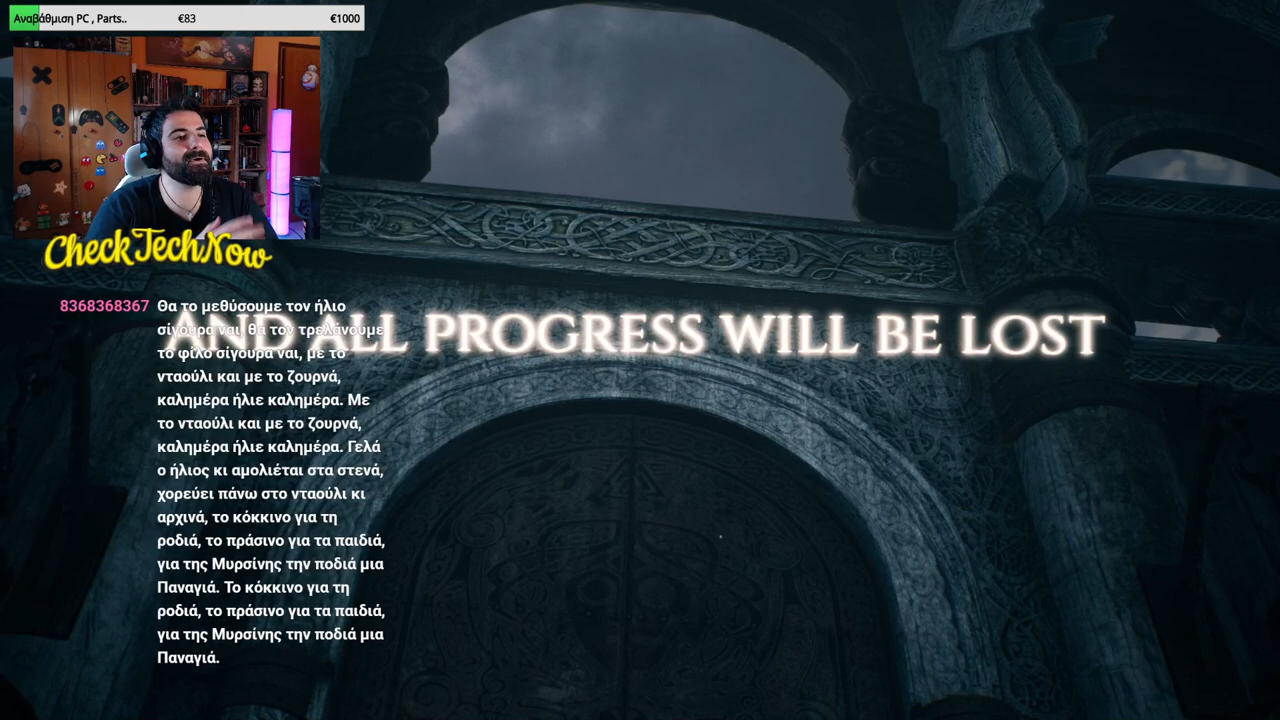 Αναβάθμιση PC , Parts.. €83 €1000
CheckTechNow
8368368367 Θα το μεθύσουμε τον ήλιο
σίγουρα ναι, θα τον τρελάνουμε
το φίλο σίγουρα ναι, με το
νταούλι και με το ζουρνά,
καλημέρα ήλιε καλημέρα. Με
το νταούλι και με το ζουρνά,
καλημέρα ήλιε καλημέρα. Γελά
ο ήλιος κι αμολιέται στα στενά,
χορεύει πάνω στο νταούλι κι
αρχινά, το κόκκινο για τη
ροδιά, το πράσινο για τα παιδιά,
για της Μυρσίνης την ποδιά μια
Παναγιά. Το κόκκινο για τη
ροδιά, το πράσινο για τα παιδιά,
για της Μυρσίνης την ποδιά μια
Παναγιά.
AND ALL PROGRESS WILL BE LOST